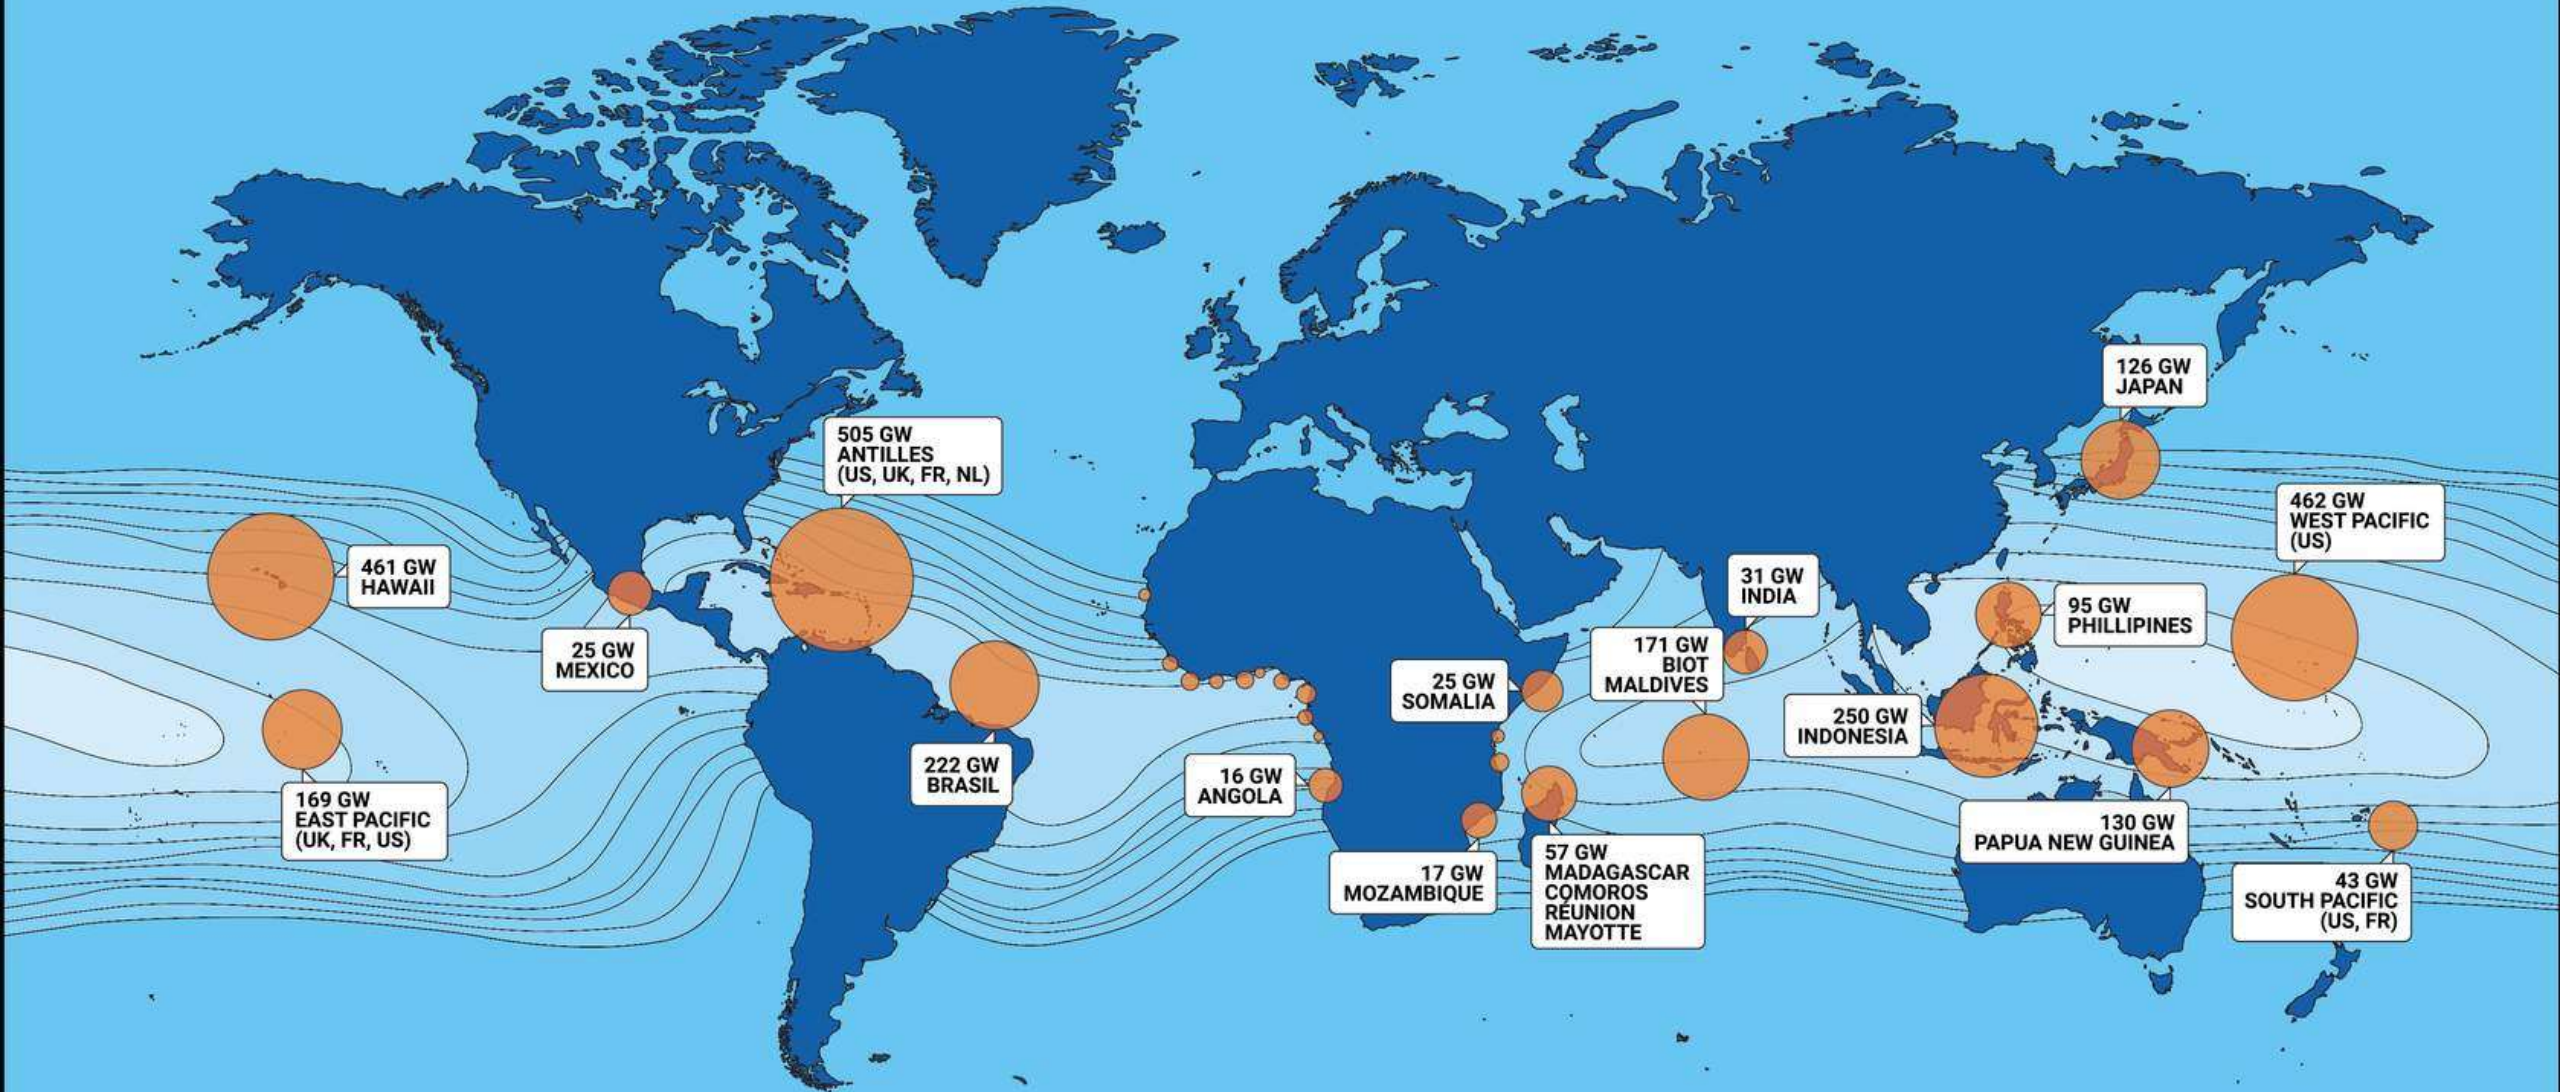 126 GW
JAPAN
505 GW
ANTILLES
(US, UK, FR, NL)
462 GW
WEST PACIFIC
(US)
461 GW
HAWAII
31 GW
INDIA
95 GW
PHILLIPINES
25 GW
MEXICO
171 GW
BIOT
MALDIVES
25 GW
SOMALIA
250 GW
INDONESIA
222 GW
BRASIL
16 GW
ANGOLA
169 GW
EAST PACIFIC
(UK, FR, US)
130 GW
PAPUA NEW GUINEA
17 GW
MOZAMBIQUE
57 GW
MADAGASCAR
COMOROS
RÉUNION
MAYOTTE
43 GW
SOUTH PACIFIC
(US, FR)